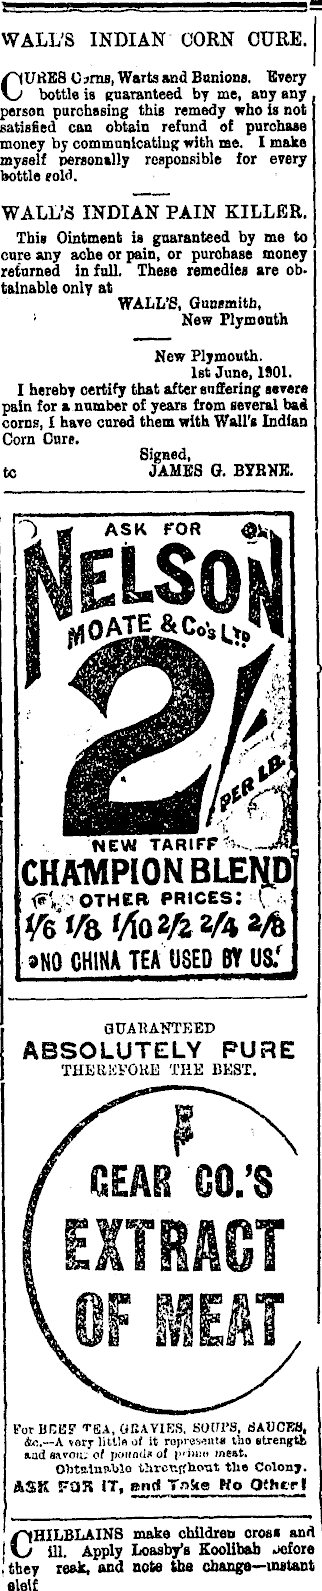 WALL'S INDIAN CORN CURE.
CURES Corns, Warts and Bunions. Every
bottle is guaranteed by me, any any
person purchasing this remedy who is not
satisfied can obtain refund of purchase
money by communicating with me. I make
myself personally responsible for every
bottle sold.
WALL'S INDIAN PAIN KILLER.
This Ointment is guaranteed by me to
cure any ache or pain, or purchase money
returned in full. These remedies are ob-
tainable only at
WALL'S, Gunsmith,
New Plymouth
New Plymouth.
1st June, 1901.
I hereby certify that after suffering severe
pain for a number of years from several bad
corns, I have cured them with Wall's Indian
Corn Cure.
Signed,
tc JAMES G. BYRNE.
ASK FOR
NELSON
MOATE & Co's LTD
2/-
PER LB.
NEW TARIFF
CHAMPION BLEND
OTHER PRICES:
1/6 1/8 1/10 2/2 2/4 2/8
NO CHINA TEA USED BY US.
GUARANTEED
ABSOLUTELY PURE
THEREFORE THE BEST.
GEAR CO.'S
EXTRACT
OF MEAT
For BEEF TEA, GRAVIES, SOUPS, SAUCES,
&c.—A very little of it represents the strength
and savour of pounds of prime meat.
Obtainable throughout the Colony.
ASK FOR IT, and Take No Other!
CHILBLAINS make children cross and
ill. Apply Loasby's Koolibah before
they reak, and note the change—instant